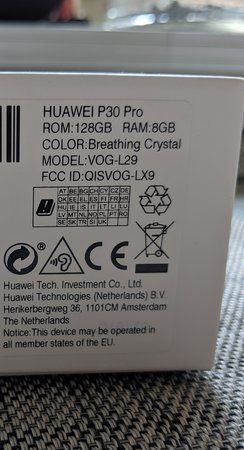 HUAWEI P30 Pro
ROM:128GB RAM:8GB
COLOR:Breathing Crystal
MODEL:VOG-L29
FCC ID:QISVOG-LX9
AT BE BG CH CY CZ DE
DK EE EL ES FI FR HR
HU IE IS IT LI LT LU
LV MT NL NO PL PT RO
SE SK TR SI UK
CE
Huawei Tech. Investment Co., Ltd.
Huawei Technologies (Netherlands) B.V.
Herikerbergweg 36, 1101CM Amsterdam
The Netherlands
Notice:This device may be operated in
all member states of the EU.